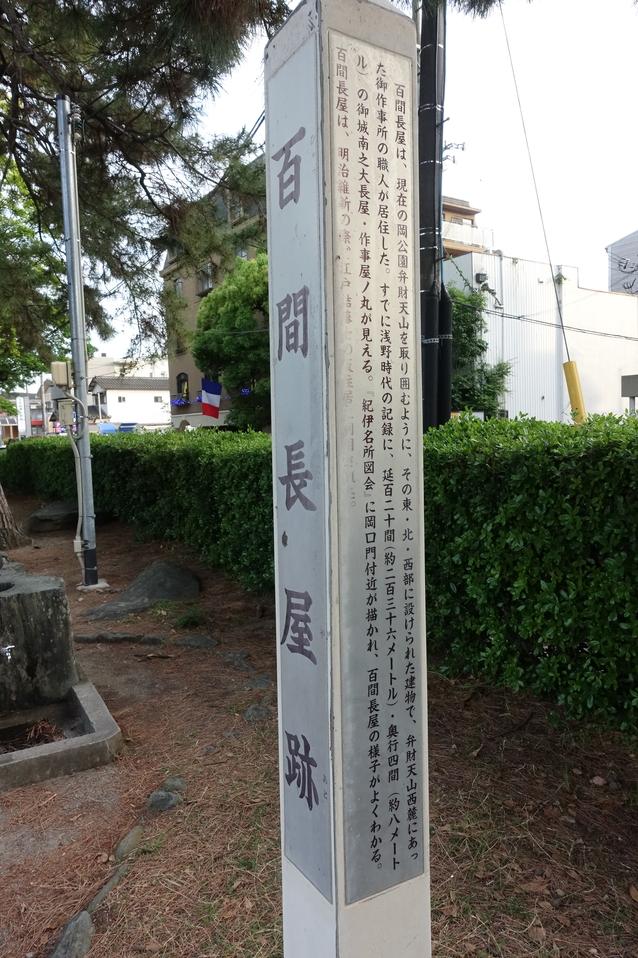 百間長屋跡
あと
百間長屋は、現在の岡公園弁財天山を取り囲むように、その東・北・西部に設けられた建物で、弁財天山西麓にあっ
た御作事所の職人が居住した。すでに浅野時代の記録に、延百二十間(約二百三十六メートル)・奥行四間(約八メート
ル)の御城南之大長屋・作事屋ノ丸が見える。『紀伊名所図会』に岡口門付近が描かれ、百間長屋の様子がよくわかる。
百間長屋は、明治維新の際、江戸